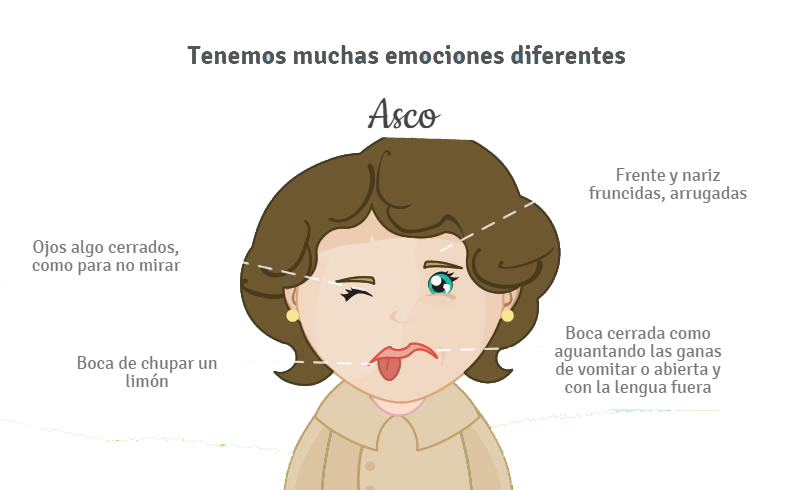 Tenemos muchas emociones diferentes
Asco
Frente y nariz
fruncidas, arrugadas
Ojos algo cerrados,
como para no mirar
Boca cerrada como
aguantando las ganas
de vomitar o abierta y
con la lengua fuera
Boca de chupar un
limón